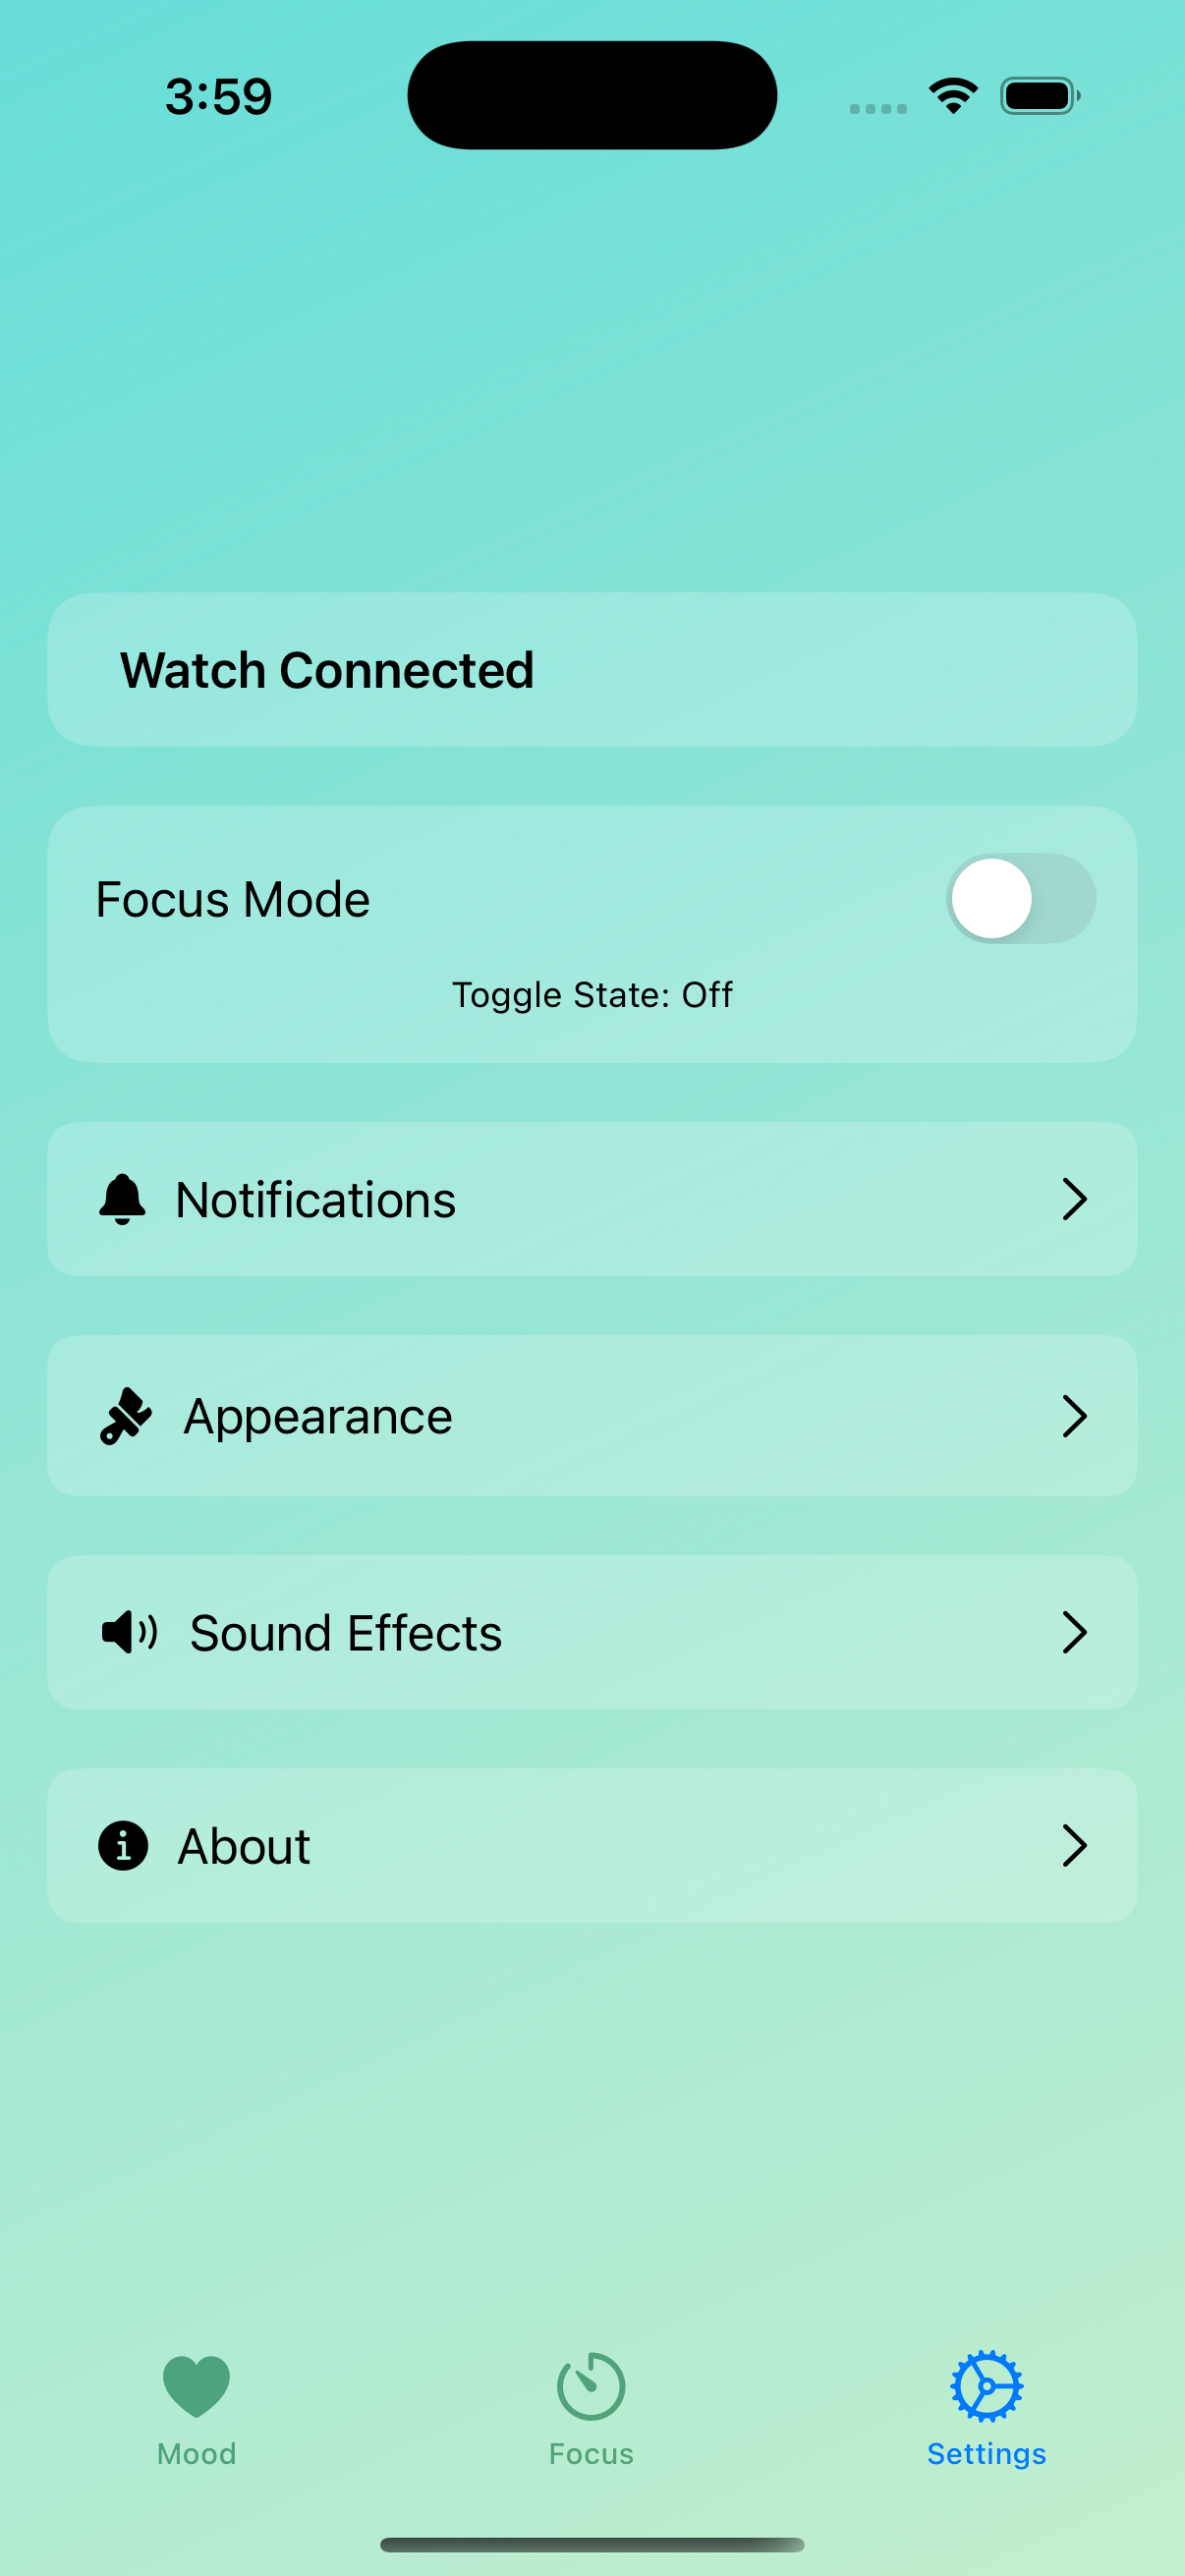 3:59
Watch Connected
Focus Mode
Toggle State: Off
Notifications
Appearance
Sound Effects
About
Mood
Focus
Settings